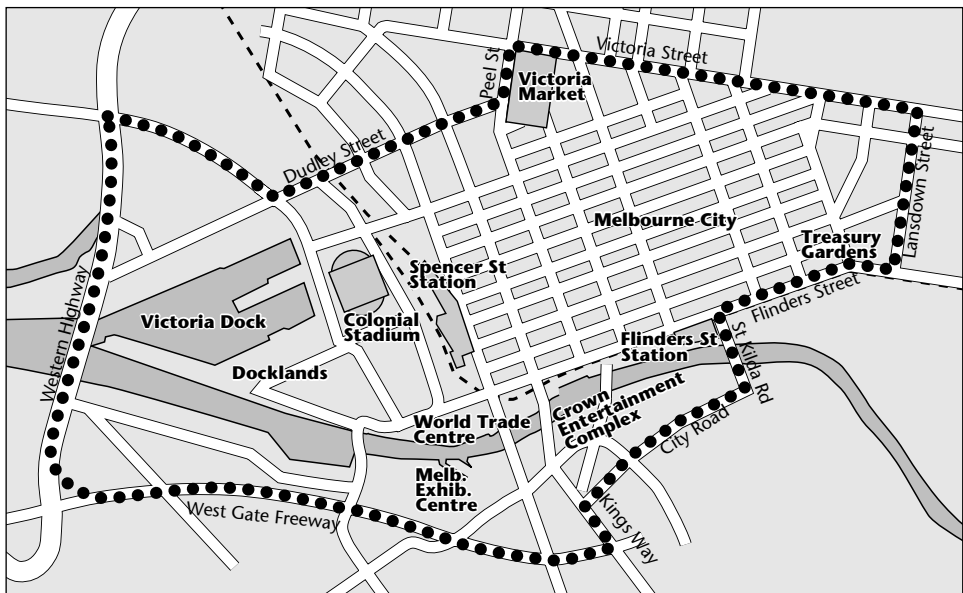 Victoria Street
Peel St
Victoria
Market
Dudley Street
Lansdown Street
Melbourne City
Treasury
Gardens
Spencer St
Station
Flinders Street
Western Highway
Victoria Dock
Colonial
Stadium
Flinders St
Station
St Kilda Rd
Docklands
Crown
Entertainment
Complex
World Trade
Centre
City Road
Melb.
Exhib.
Centre
West Gate Freeway
Kings Way